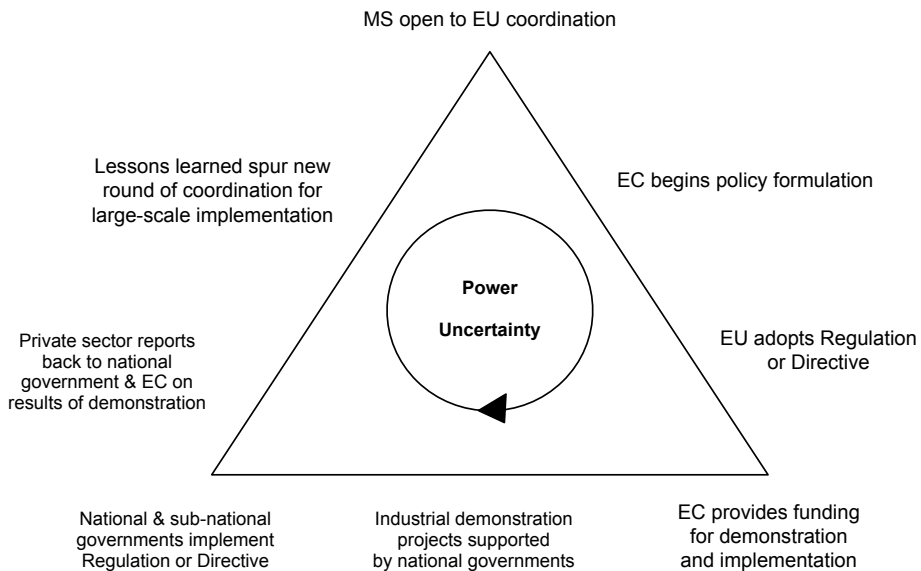 MS open to EU coordination
Lessons learned spur new
round of coordination for
large-scale implementation
EC begins policy formulation
Power
Uncertainty
Private sector reports
back to national
government & EC on
results of demonstration
EU adopts Regulation
or Directive
National & sub-national
governments implement
Regulation or Directive
Industrial demonstration
projects supported
by national governments
EC provides funding
for demonstration
and implementation